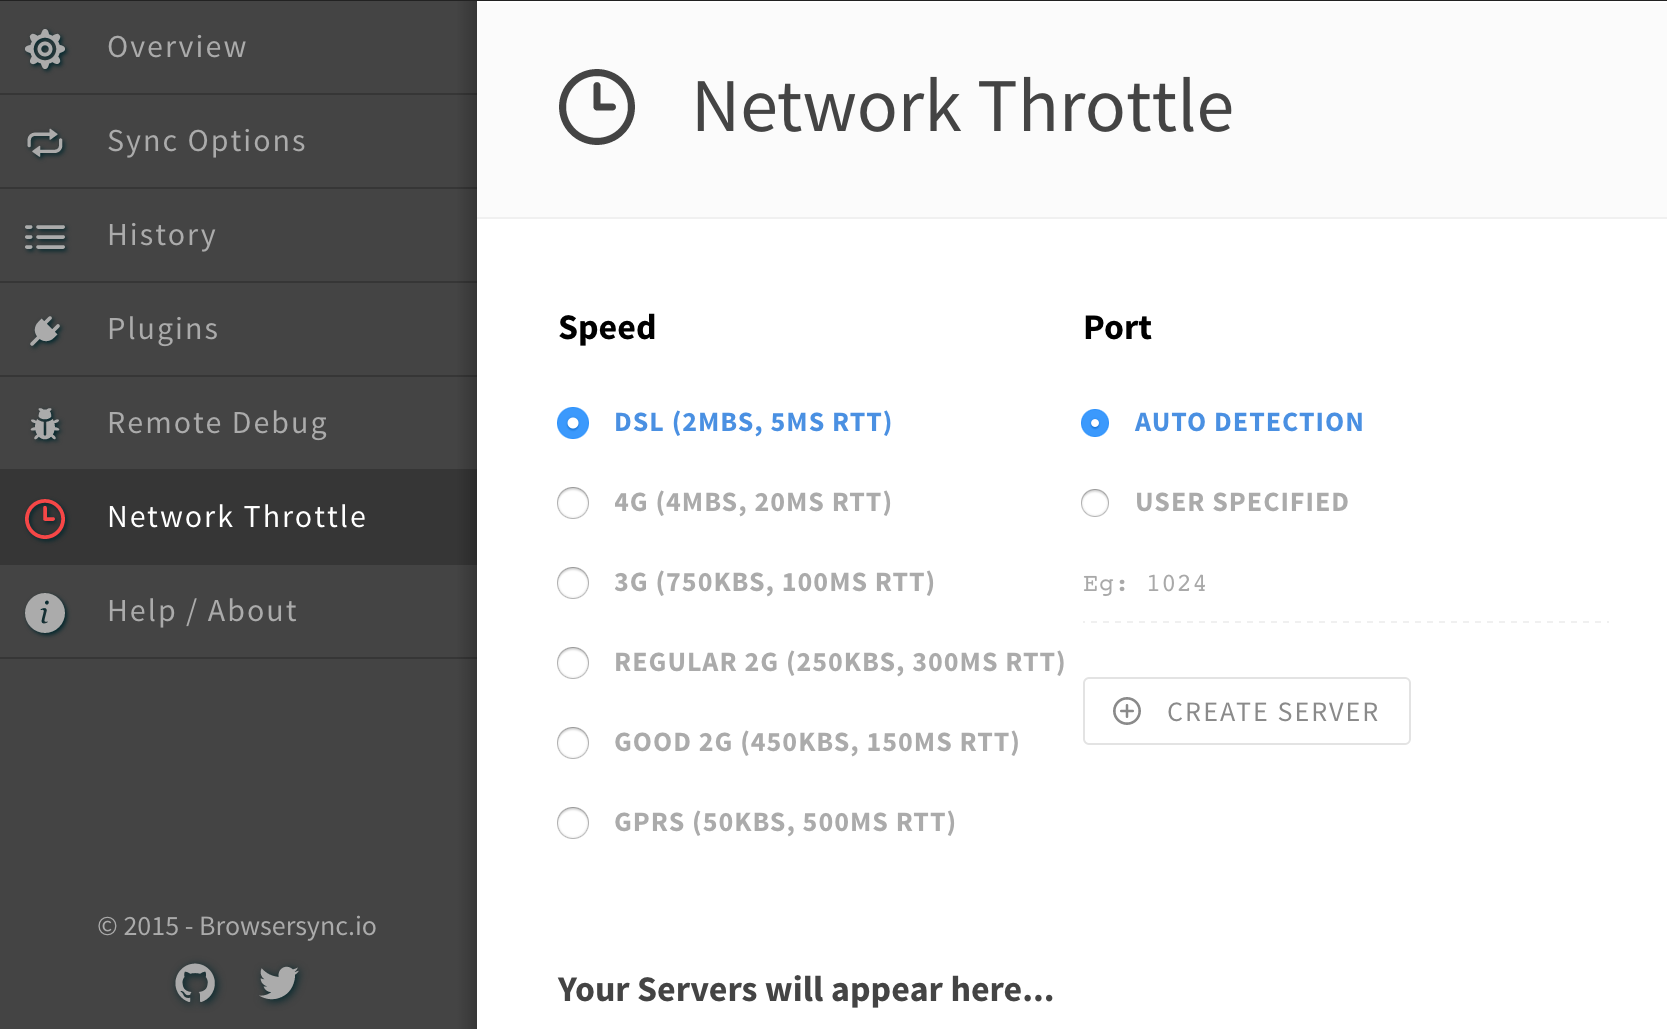 Overview
Sync Options
History
Plugins
Remote Debug
Network Throttle
Help / About
© 2015 - Browsersync.io
Network Throttle
Speed
DSL (2MBS, 5MS RTT)
4G (4MBS, 20MS RTT)
3G (750KBS, 100MS RTT)
REGULAR 2G (250KBS, 300MS RTT)
GOOD 2G (450KBS, 150MS RTT)
GPRS (50KBS, 500MS RTT)
Port
AUTO DETECTION
USER SPECIFIED
Eg: 1024
CREATE SERVER
Your Servers will appear here...